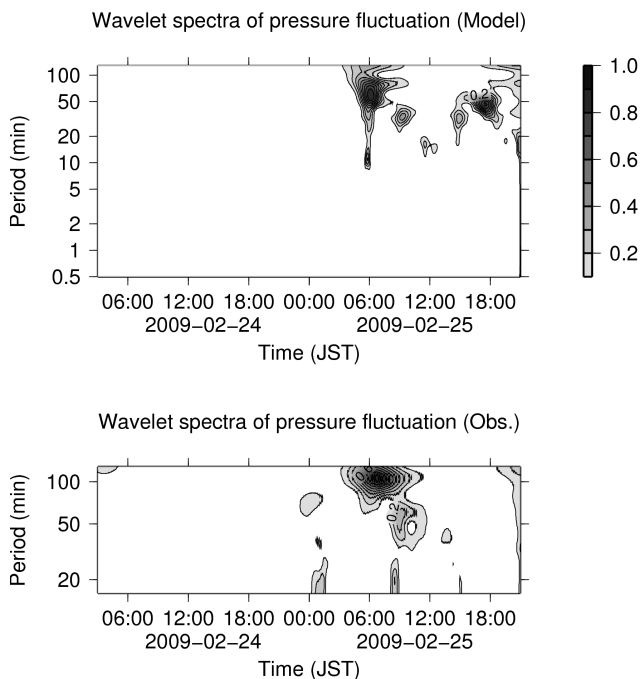 Wavelet spectra of pressure fluctuation (Model)
100
50
20
10
5
2
1
0.5
Period (min)
0.2
1.0
0.8
0.6
0.4
0.2
06:00 12:00 18:00 00:00 06:00 12:00 18:00
2009−02−24 2009−02−25
Time (JST)
Wavelet spectra of pressure fluctuation (Obs.)
100
50
20
Period (min)
06:00 12:00 18:00 00:00 06:00 12:00 18:00
2009−02−24 2009−02−25
Time (JST)